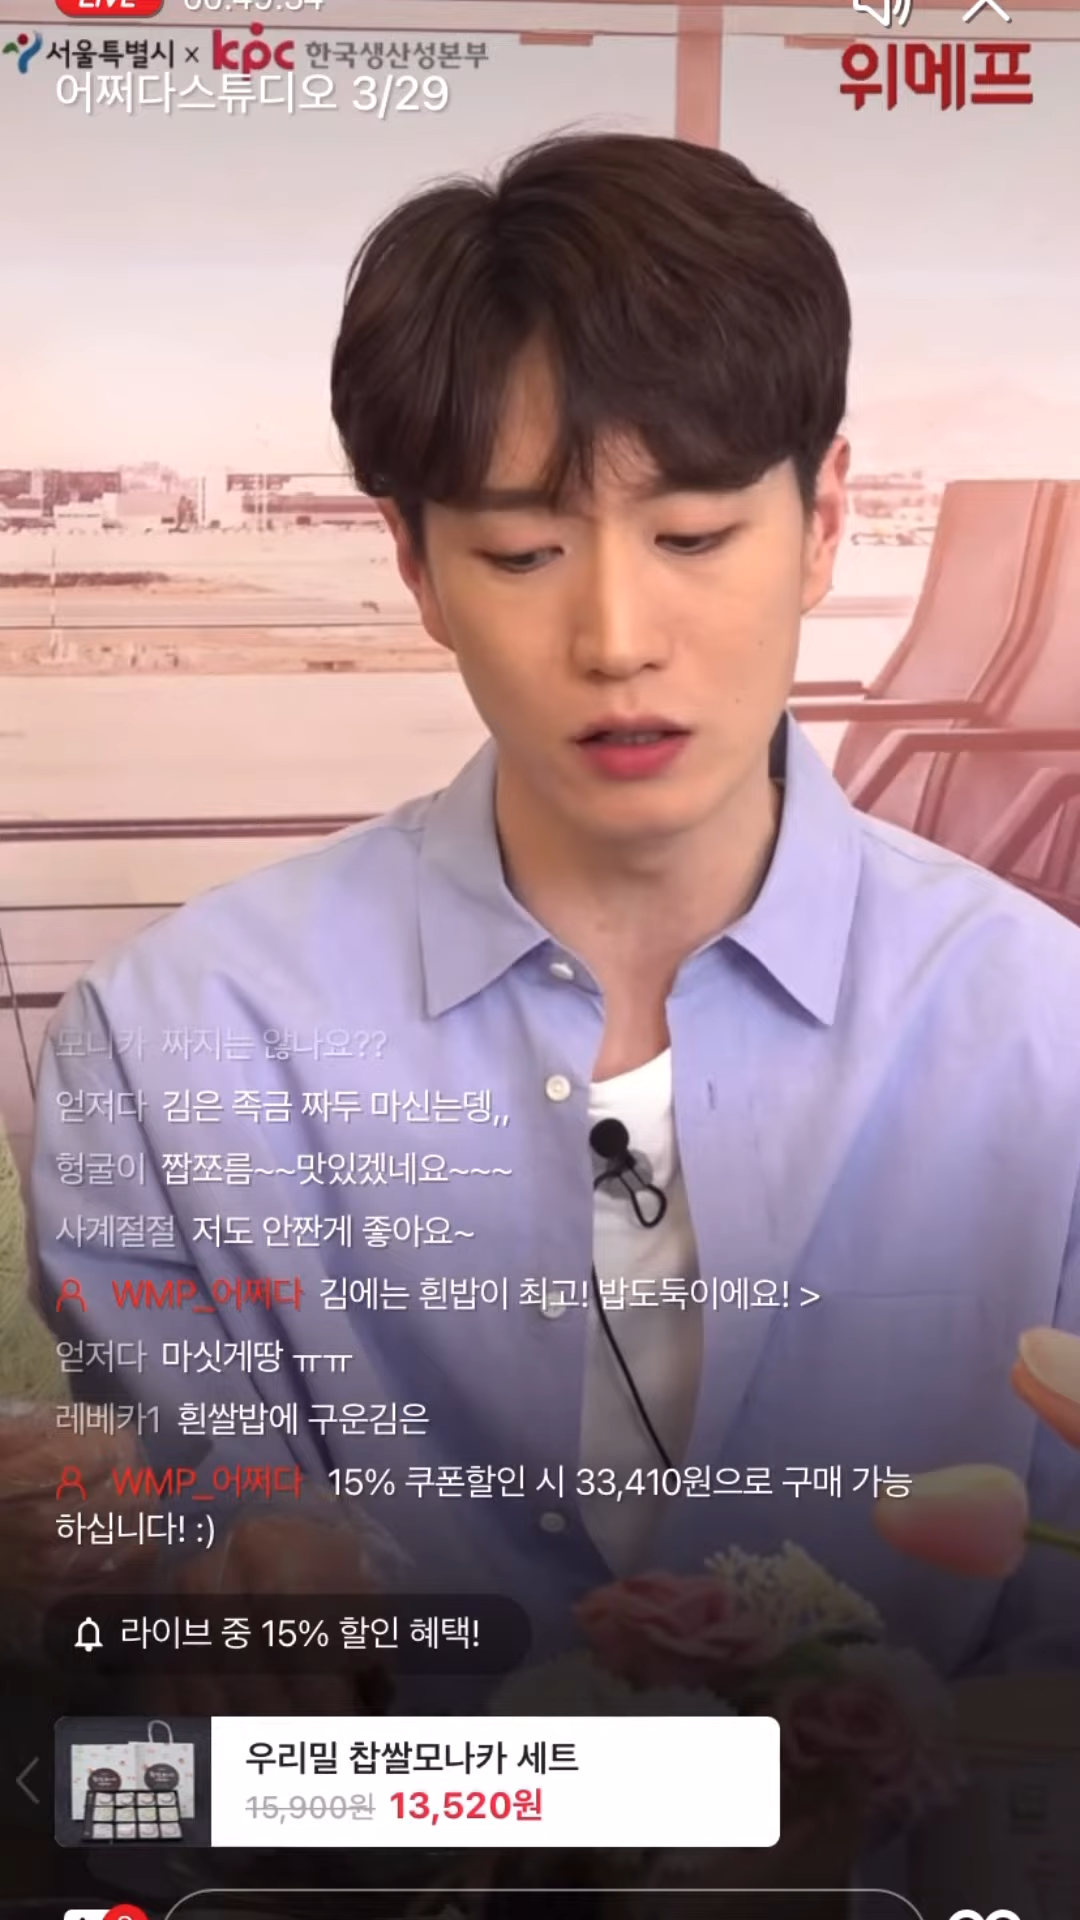 LIVE
서울특별시 x kpc 한국생산성본부
어쩌다스튜디오 3/29
위메프
모니카 짜지는 않나요??
얻저다 김은 족금 짜두 마신는뎅,,
헝굴이 짭쪼름~~맛있겠네요~~~
사계절절 저도 안짠게 좋아요~
WMP_어쩌다 김에는 흰밥이 최고! 밥도둑이에요! >
얻저다 마싯게땅 ㅠㅠ
레베카1 흰쌀밥에 구운김은
WMP_어쩌다 15% 쿠폰할인 시 33,410원으로 구매 가능
하십니다! :)
라이브 중 15% 할인 혜택!
우리밀 찹쌀모나카 세트
15,900원 13,520원